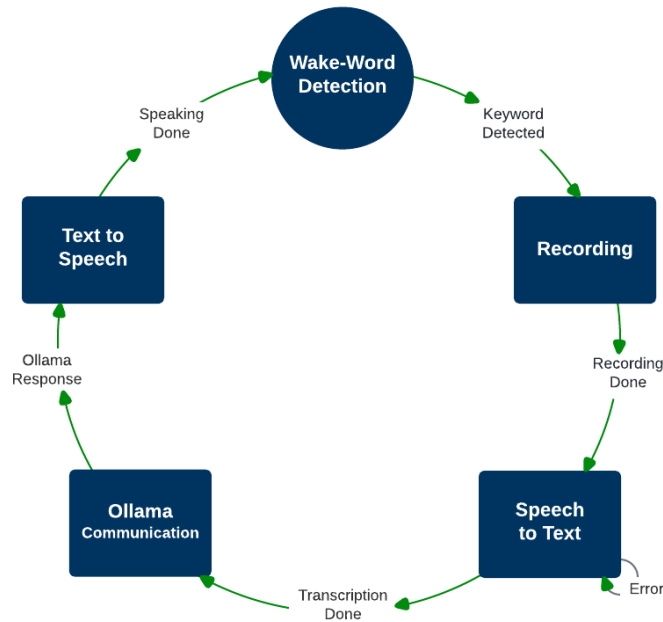 Wake-Word
Detection
Keyword
Detected
Recording
Recording
Done
Speech
to Text
Error
Transcription
Done
Ollama
Communication
Ollama
Response
Text to
Speech
Speaking
Done